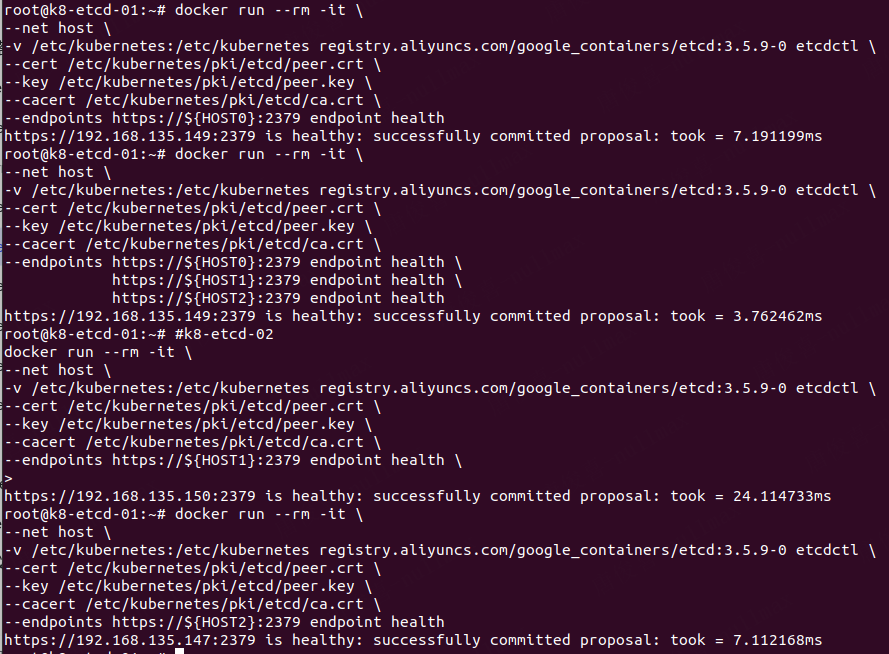 root@k8-etcd-01:~# docker run --rm -it \
--net host \
-v /etc/kubernetes:/etc/kubernetes registry.aliyuncs.com/google_containers/etcd:3.5.9-0 etcdctl \
--cert /etc/kubernetes/pki/etcd/peer.crt \
--key /etc/kubernetes/pki/etcd/peer.key \
--cacert /etc/kubernetes/pki/etcd/ca.crt \
--endpoints https://${HOST0}:2379 endpoint health
https://192.168.135.149:2379 is healthy: successfully committed proposal: took = 7.191199ms
root@k8-etcd-01:~# docker run --rm -it \
--net host \
-v /etc/kubernetes:/etc/kubernetes registry.aliyuncs.com/google_containers/etcd:3.5.9-0 etcdctl \
--cert /etc/kubernetes/pki/etcd/peer.crt \
--key /etc/kubernetes/pki/etcd/peer.key \
--cacert /etc/kubernetes/pki/etcd/ca.crt \
--endpoints https://${HOST0}:2379 endpoint health \
            https://${HOST1}:2379 endpoint health \
            https://${HOST2}:2379 endpoint health
https://192.168.135.149:2379 is healthy: successfully committed proposal: took = 3.762462ms
root@k8-etcd-01:~# #k8-etcd-02
docker run --rm -it \
--net host \
-v /etc/kubernetes:/etc/kubernetes registry.aliyuncs.com/google_containers/etcd:3.5.9-0 etcdctl \
--cert /etc/kubernetes/pki/etcd/peer.crt \
--key /etc/kubernetes/pki/etcd/peer.key \
--cacert /etc/kubernetes/pki/etcd/ca.crt \
--endpoints https://${HOST1}:2379 endpoint health \
>
https://192.168.135.150:2379 is healthy: successfully committed proposal: took = 24.114733ms
root@k8-etcd-01:~# docker run --rm -it \
--net host \
-v /etc/kubernetes:/etc/kubernetes registry.aliyuncs.com/google_containers/etcd:3.5.9-0 etcdctl \
--cert /etc/kubernetes/pki/etcd/peer.crt \
--key /etc/kubernetes/pki/etcd/peer.key \
--cacert /etc/kubernetes/pki/etcd/ca.crt \
--endpoints https://${HOST2}:2379 endpoint health
https://192.168.135.147:2379 is healthy: successfully committed proposal: took = 7.112168ms